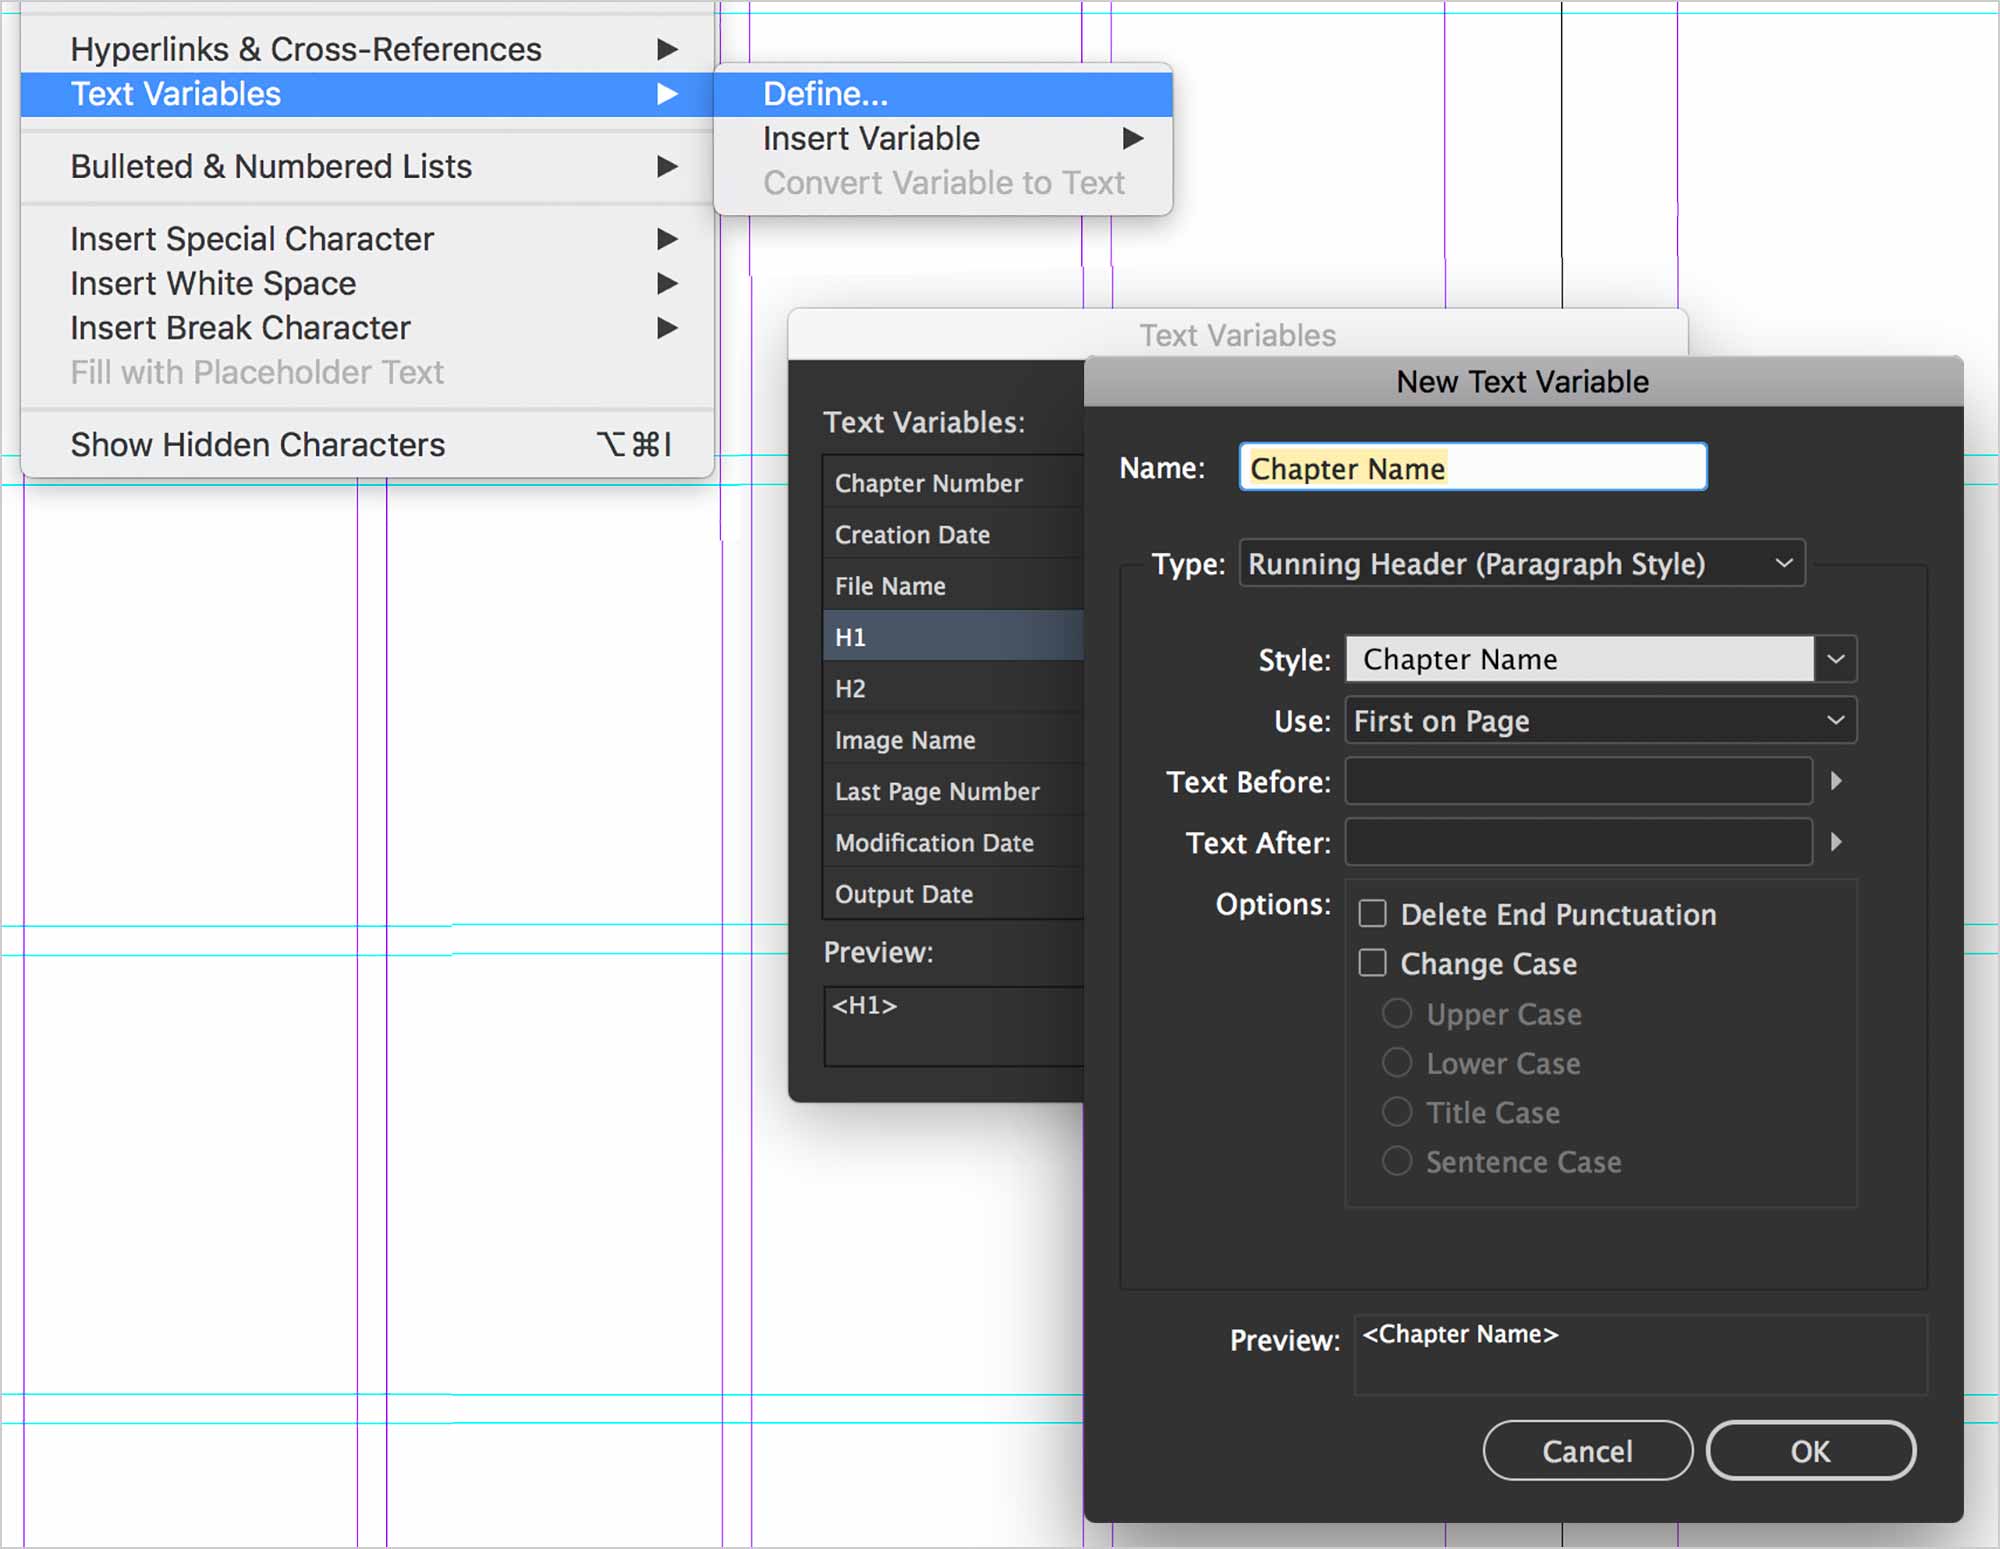 Hyperlinks & Cross-References
Text Variables
Define...
Insert Variable
Convert Variable to Text
Bulleted & Numbered Lists
Insert Special Character
Insert White Space
Insert Break Character
Fill with Placeholder Text
Show Hidden Characters ⌥⌘I
Text Variables
Text Variables:
Chapter Number
Creation Date
File Name
H1
H2
Image Name
Last Page Number
Modification Date
Output Date
Preview:
<H1>
New Text Variable
Name: Chapter Name
Type: Running Header (Paragraph Style)
Style: Chapter Name
Use: First on Page
Text Before:
Text After:
Options: Delete End Punctuation
Change Case
Upper Case
Lower Case
Title Case
Sentence Case
Preview: <Chapter Name>
Cancel OK